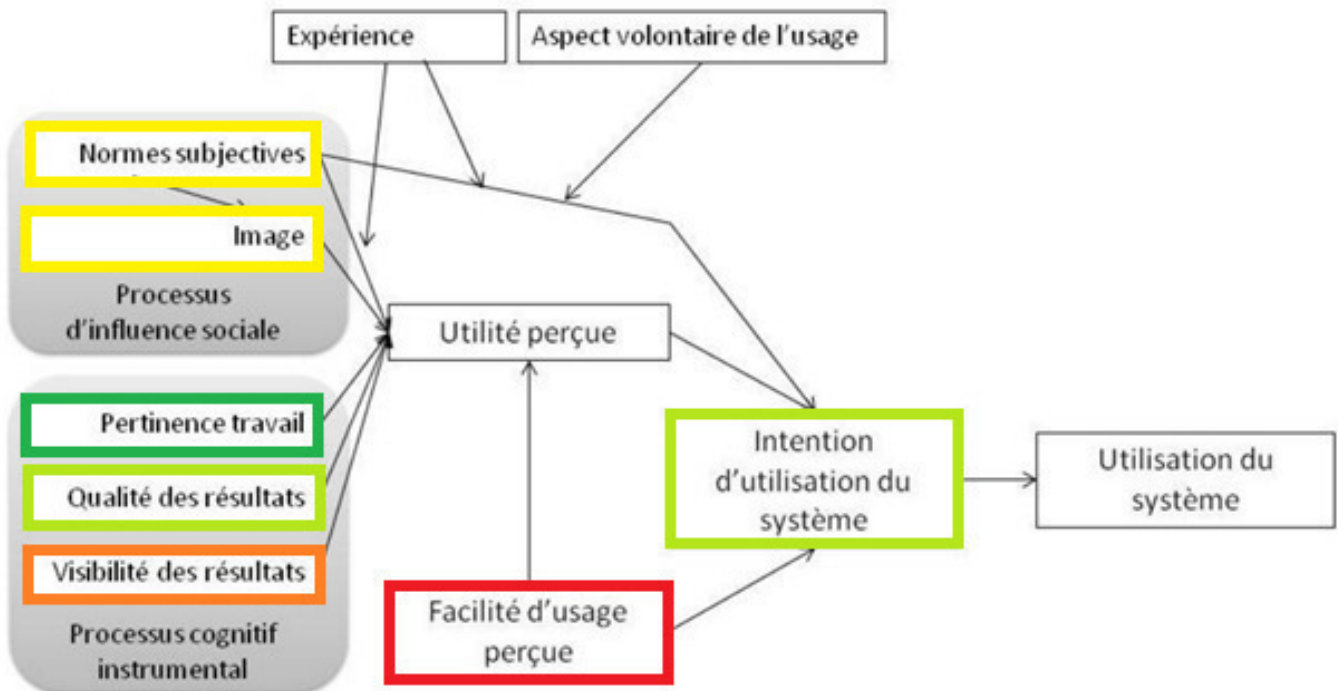 Expérience
Aspect volontaire de l'usage
Normes subjectives
Image
Processus
d'influence sociale
Utilité perçue
Pertinence travail
Qualité des résultats
Visibilité des résultats
Processus cognitif
instrumental
Facilité d'usage
perçue
Intention
d'utilisation du
système
Utilisation du
système